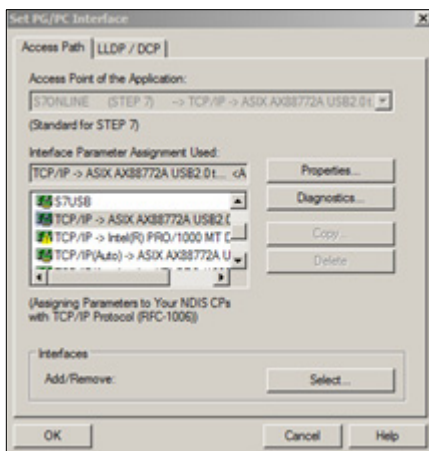 Set PG/PC Interface
Access Path
LLDP / DCP
Access Point of the Application:
S7ONLINE (STEP 7) -> TCP/IP -> ASIX AX88772A USB2.0 t
(Standard for STEP 7)
Interface Parameter Assignment Used:
TCP/IP -> ASIX AX88772A USB2.0 t... <A
Properties...
S7USB
Diagnostics...
TCP/IP -> ASIX AX88772A USB2.0
TCP/IP -> Intel(R) PRO/1000 MT D
Copy...
TCP/IP(Auto) -> ASIX AX88772A U
Delete
(Assigning Parameters to Your NDIS CPs
with TCP/IP Protocol (RFC-1006))
Interfaces
Add/Remove:
Select...
OK
Cancel
Help